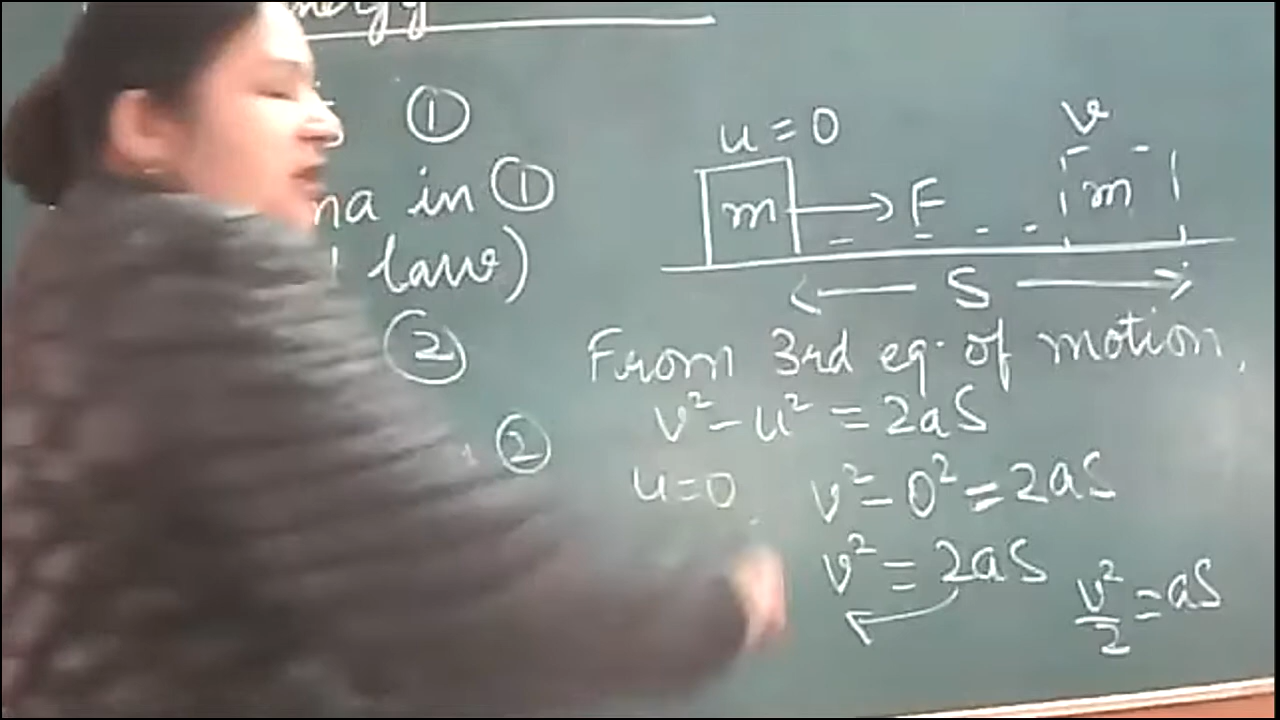 ①
ma in ①
law)
②
②
u = 0
v
m
F
m
S
From 3rd eq. of motion,
v² - u² = 2aS
u=0 v² - 0² = 2aS
v² = 2aS
v²/2 = aS